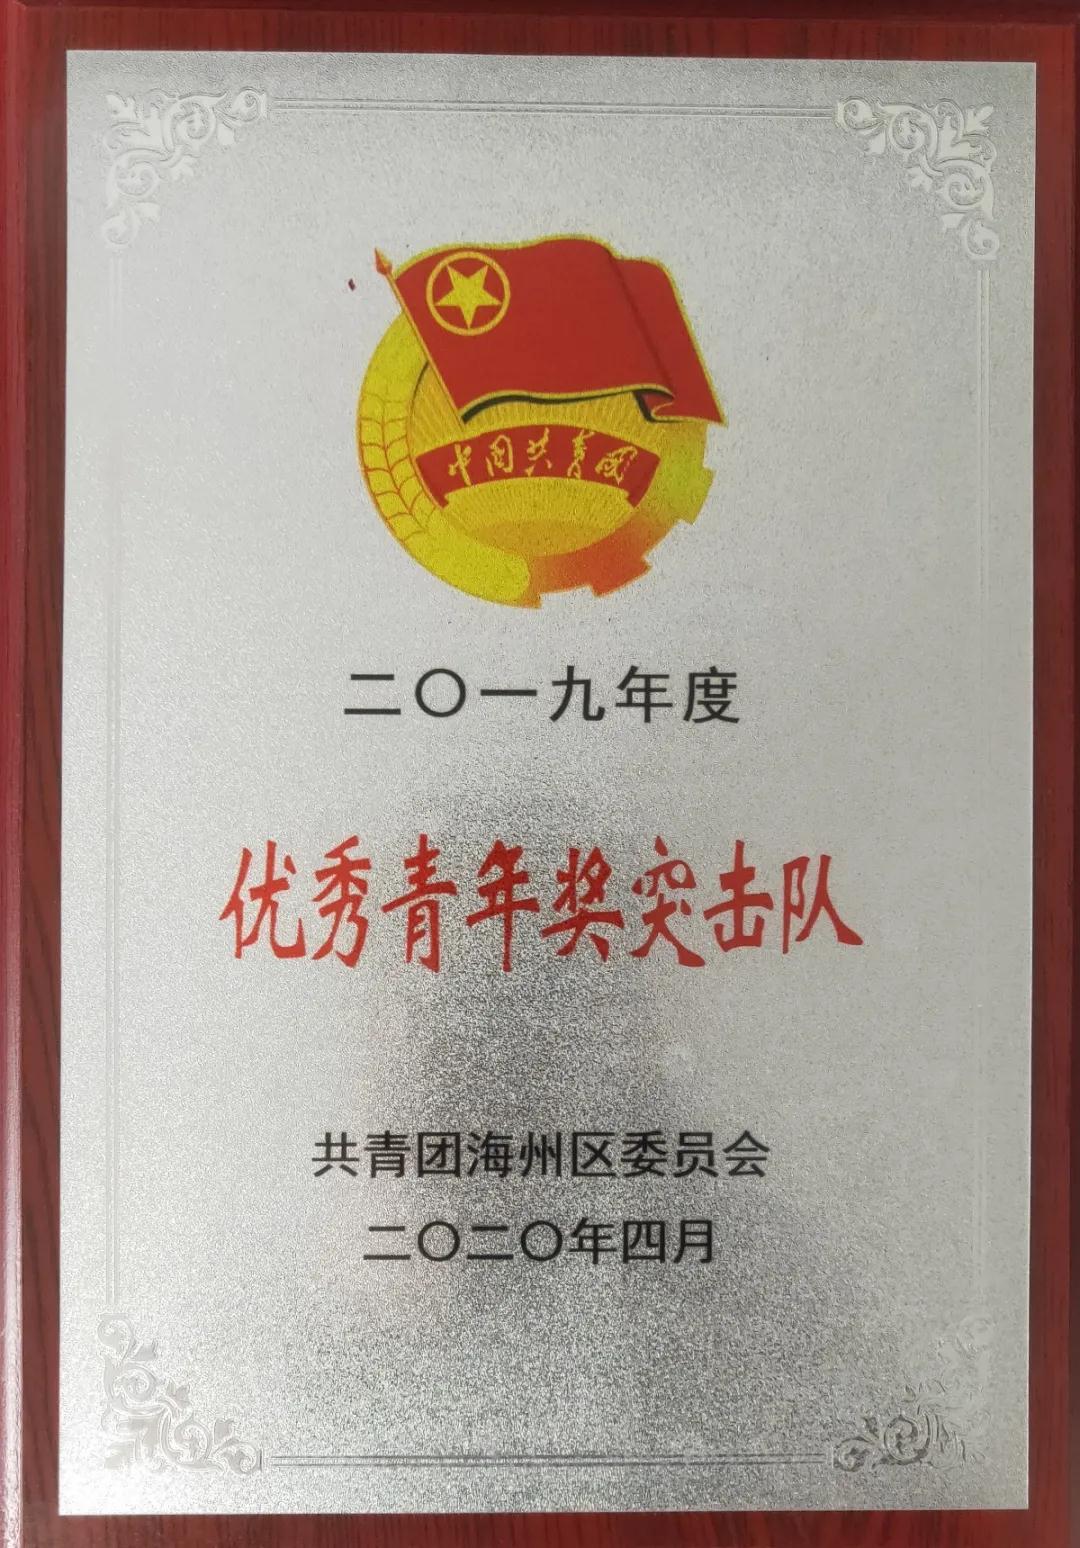 中国共青团
二〇一九年度
优秀青年奖突击队
共青团海州区委员会
二〇二〇年四月